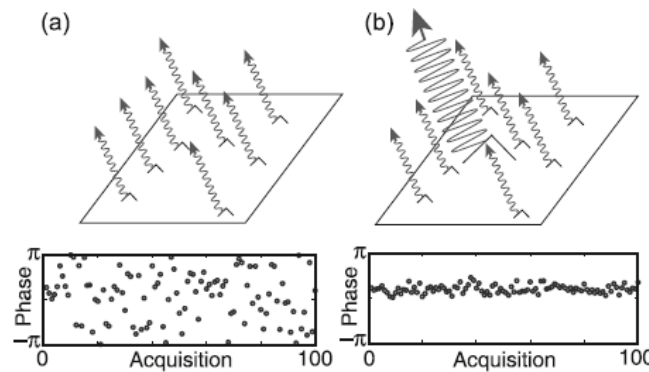 (a)
(b)
π
Phase
−π
0
Acquisition
100
π
Phase
−π
0
Acquisition
100